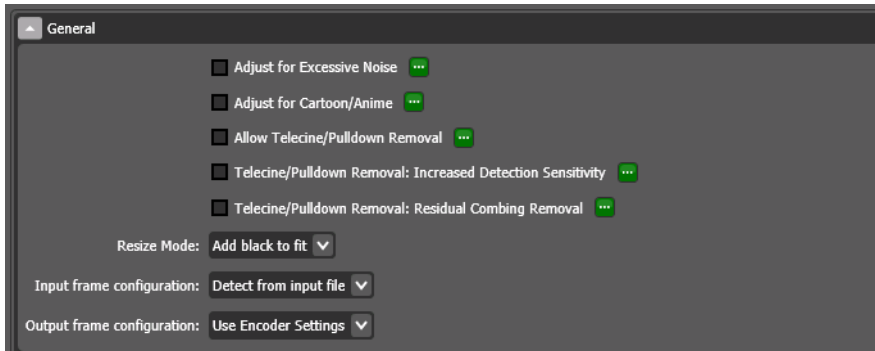 General
Adjust for Excessive Noise
Adjust for Cartoon/Anime
Allow Telecine/Pulldown Removal
Telecine/Pulldown Removal: Increased Detection Sensitivity
Telecine/Pulldown Removal: Residual Combing Removal
Resize Mode: Add black to fit
Input frame configuration: Detect from input file
Output frame configuration: Use Encoder Settings